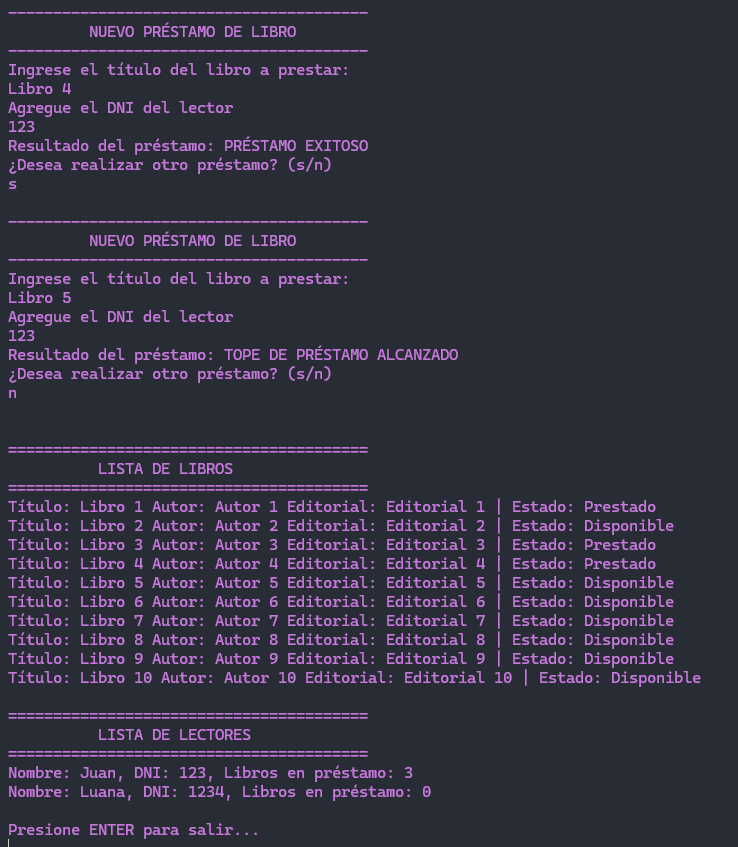 ----------------------------------------
NUEVO PRÉSTAMO DE LIBRO
----------------------------------------
Ingrese el título del libro a prestar:
Libro 4
Agregue el DNI del lector
123
Resultado del préstamo: PRÉSTAMO EXITOSO
¿Desea realizar otro préstamo? (s/n)
s
----------------------------------------
NUEVO PRÉSTAMO DE LIBRO
----------------------------------------
Ingrese el título del libro a prestar:
Libro 5
Agregue el DNI del lector
123
Resultado del préstamo: TOPE DE PRÉSTAMO ALCANZADO
¿Desea realizar otro préstamo? (s/n)
n
========================================
LISTA DE LIBROS
========================================
Título: Libro 1 Autor: Autor 1 Editorial: Editorial 1 | Estado: Prestado
Título: Libro 2 Autor: Autor 2 Editorial: Editorial 2 | Estado: Disponible
Título: Libro 3 Autor: Autor 3 Editorial: Editorial 3 | Estado: Prestado
Título: Libro 4 Autor: Autor 4 Editorial: Editorial 4 | Estado: Prestado
Título: Libro 5 Autor: Autor 5 Editorial: Editorial 5 | Estado: Disponible
Título: Libro 6 Autor: Autor 6 Editorial: Editorial 6 | Estado: Disponible
Título: Libro 7 Autor: Autor 7 Editorial: Editorial 7 | Estado: Disponible
Título: Libro 8 Autor: Autor 8 Editorial: Editorial 8 | Estado: Disponible
Título: Libro 9 Autor: Autor 9 Editorial: Editorial 9 | Estado: Disponible
Título: Libro 10 Autor: Autor 10 Editorial: Editorial 10 | Estado: Disponible
========================================
LISTA DE LECTORES
========================================
Nombre: Juan, DNI: 123, Libros en préstamo: 3
Nombre: Luana, DNI: 1234, Libros en préstamo: 0
Presione ENTER para salir...